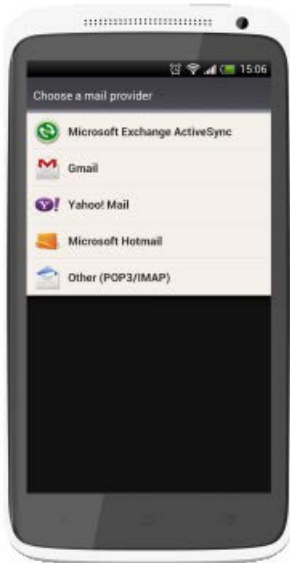 15:06
Choose a mail provider
Microsoft Exchange ActiveSync
Gmail
Yahoo! Mail
Microsoft Hotmail
Other (POP3/IMAP)